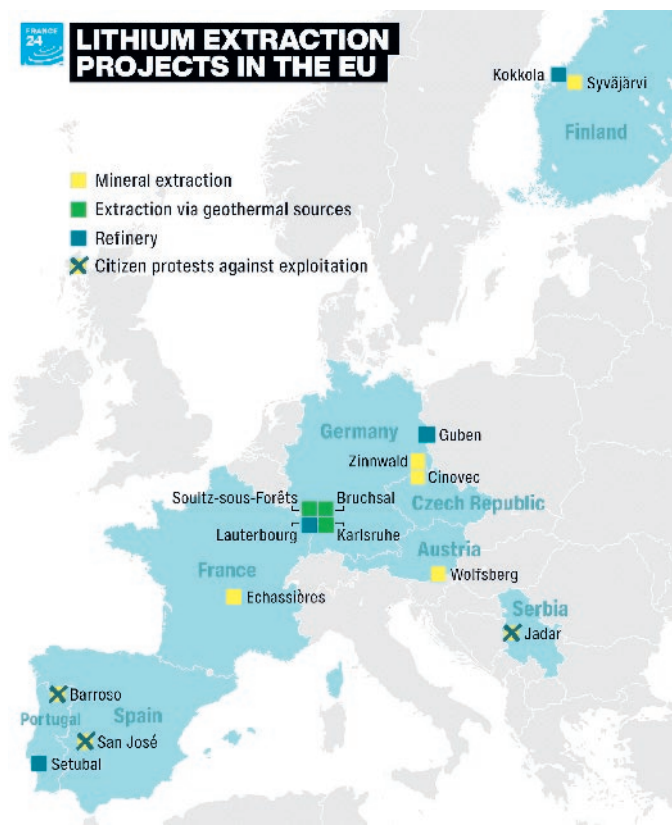 FRANCE
24
LITHIUM EXTRACTION
PROJECTS IN THE EU
Kokkola
Syväjärvi
Finland
Mineral extraction
Extraction via geothermal sources
Refinery
Citizen protests against exploitation
Germany
Guben
Zinnwald
Cinovec
Soultz-sous-Forêts
Bruchsal
Czech Republic
Lauterbourg
Karlsruhe
Austria
Wolfsberg
France
Echassières
Serbia
Jadar
Barroso
Portugal
Spain
San José
Setubal